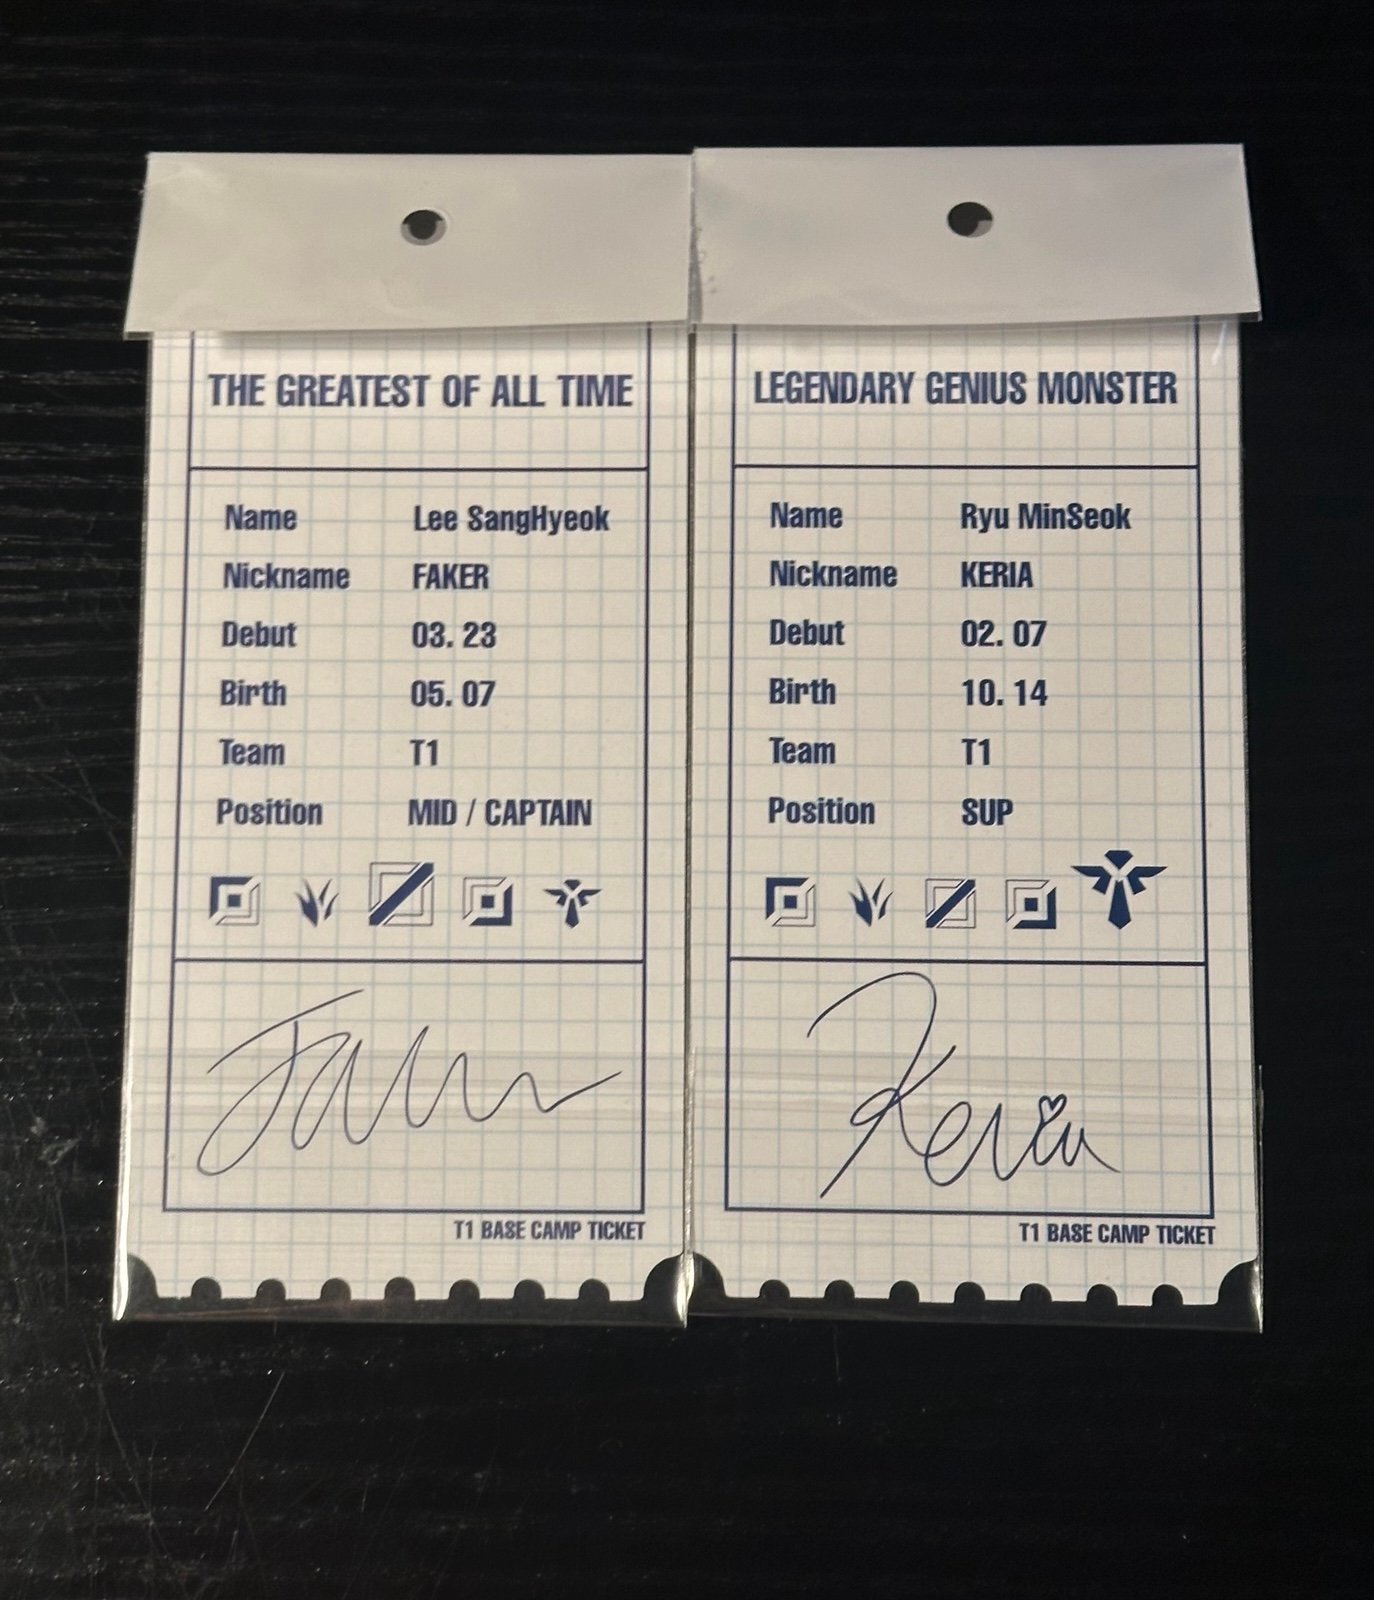 THE GREATEST OF ALL TIME
Name Lee SangHyeok
Nickname FAKER
Debut 03. 23
Birth 05. 07
Team T1
Position MID / CAPTAIN
Faker
T1 BASE CAMP TICKET
LEGENDARY GENIUS MONSTER
Name Ryu MinSeok
Nickname KERIA
Debut 02. 07
Birth 10. 14
Team T1
Position SUP
Keria
T1 BASE CAMP TICKET